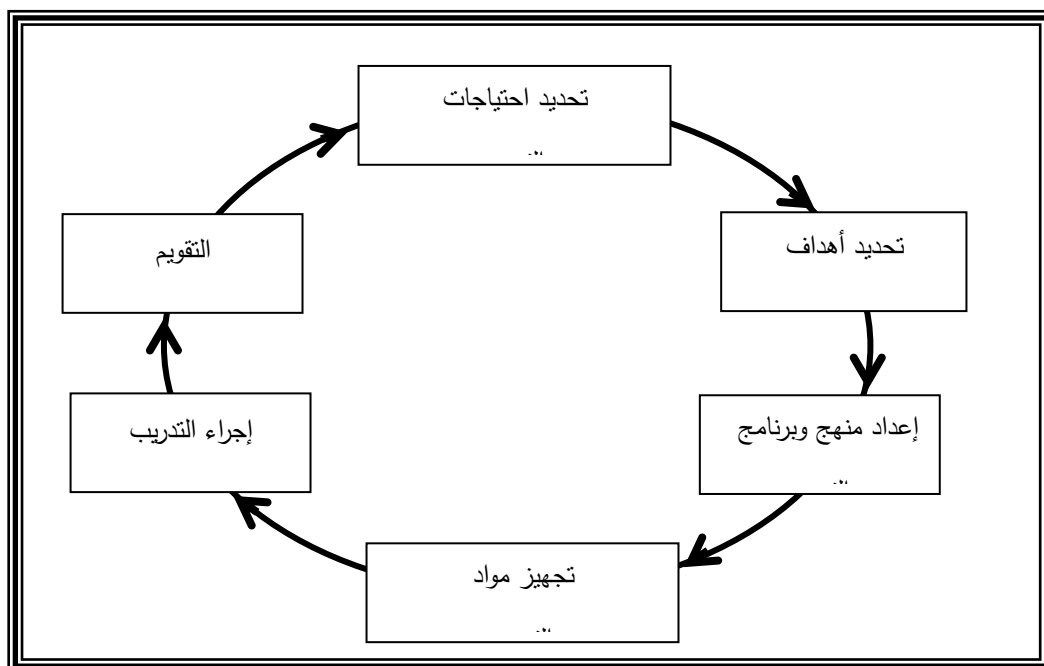 تحديد احتياجات
تحديد أهداف
إعداد منهج وبرنامج
تجهيز مواد
إجراء التدريب
التقويم